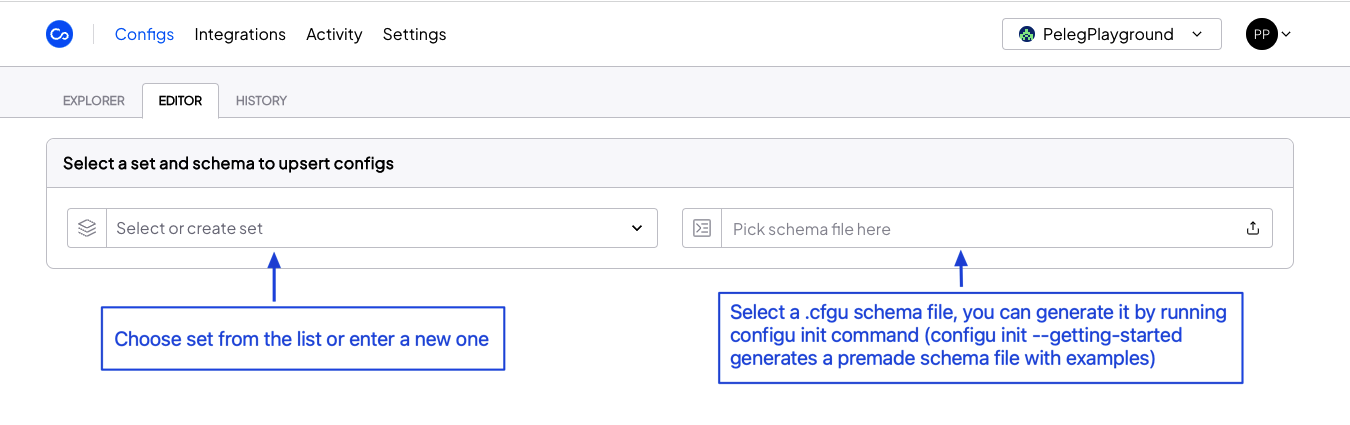 Configs Integrations Activity Settings PelegPlayground PP
EXPLORER EDITOR HISTORY
Select a set and schema to upsert configs
Select or create set Pick schema file here
Choose set from the list or enter a new one
Select a .cfgu schema file, you can generate it by running
configu init command (configu init --getting-started
generates a premade schema file with examples)